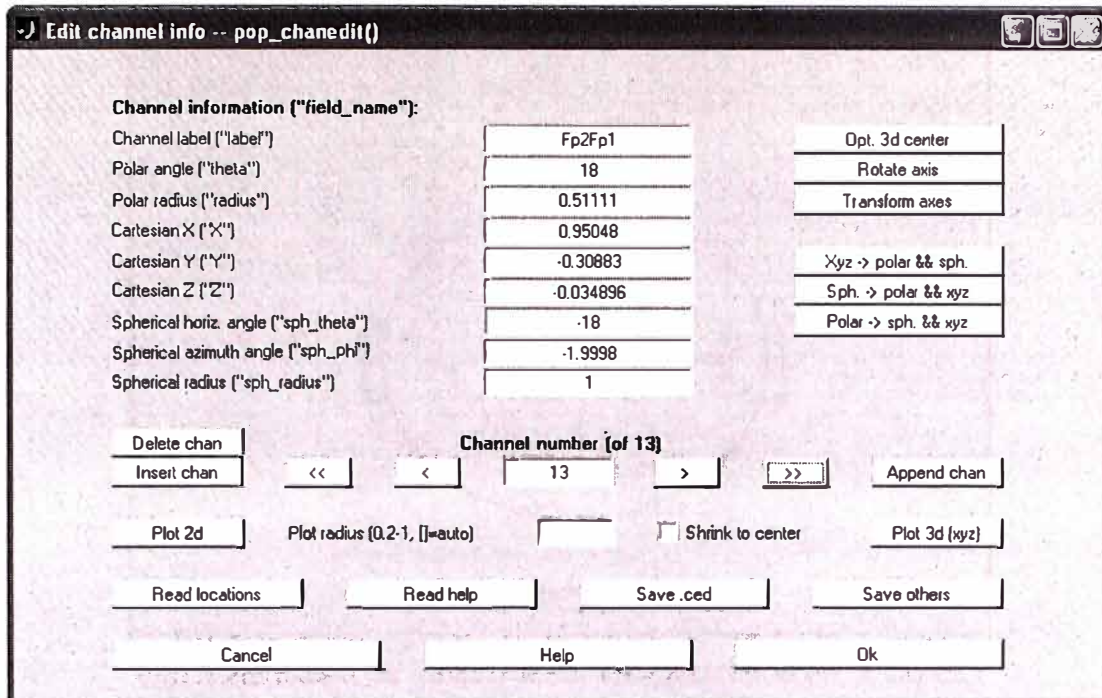 Edit channel info -- pop_chanedit()
Channel information ("field_name"):
Channel label ("label") Fp2Fp1 Opt. 3d center
Polar angle ("theta") 18 Rotate axis
Polar radius ("radius") 0.51111 Transform axes
Cartesian X ("X") 0.95048
Cartesian Y ("Y") -0.30883 Xyz -> polar && sph.
Cartesian Z ("Z") -0.034896 Sph. -> polar && xyz
Spherical horiz. angle ("sph_theta") -18 Polar -> sph. && xyz
Spherical azimuth angle ("sph_phi") -1.9998
Spherical radius ("sph_radius") 1
Delete chan Channel number (of 13)
Insert chan << < 13 > >> Append chan
Plot 2d Plot radius (0.2-1, []=auto) Shrink to center Plot 3d (xyz)
Read locations Read help Save .ced Save others
Cancel Help Ok